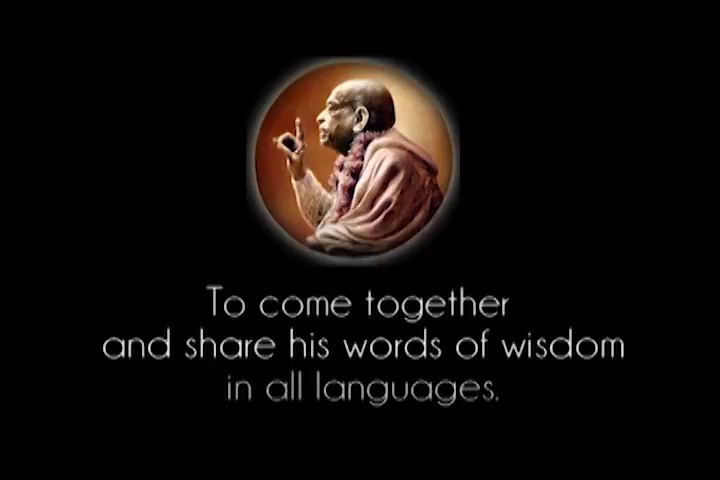 To come together
and share his words of wisdom
in all languages.